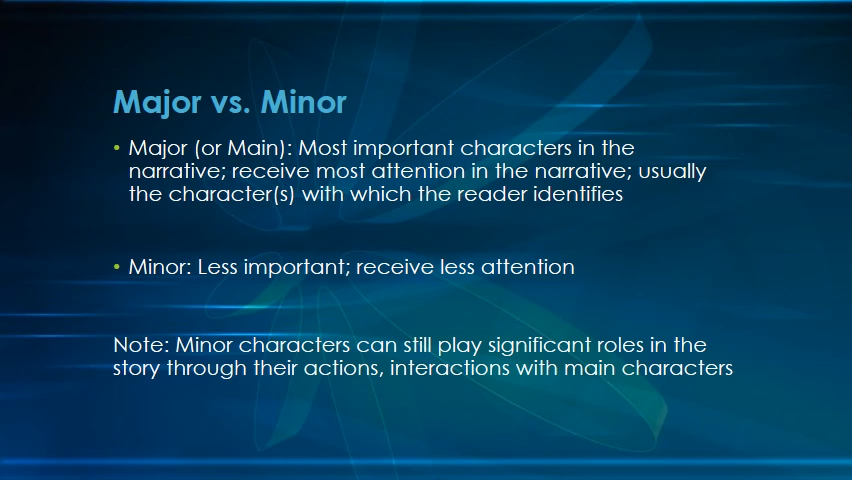 Major vs. Minor
• Major (or Main): Most important characters in the
narrative; receive most attention in the narrative; usually
the character(s) with which the reader identifies
• Minor: Less important; receive less attention
Note: Minor characters can still play significant roles in the
story through their actions, interactions with main characters